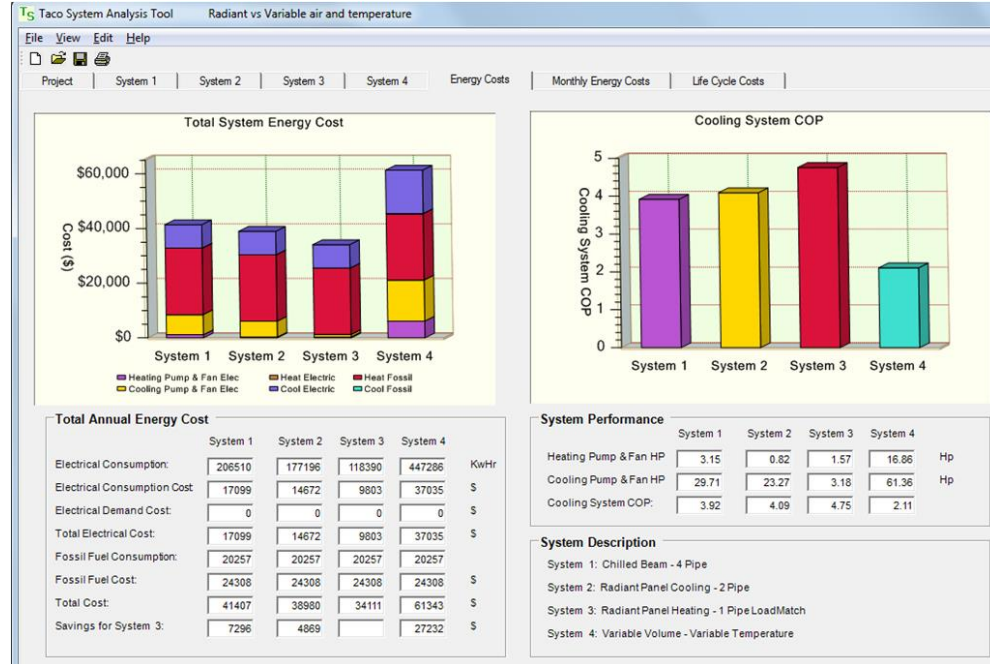 TS Taco System Analysis Tool Radiant vs Variable air and temperature
File View Edit Help
Project System 1 System 2 System 3 System 4 Energy Costs Monthly Energy Costs Life Cycle Costs
Total System Energy Cost
$60,000
$40,000
$20,000
$0
Cost ($)
System 1 System 2 System 3 System 4
Heating Pump & Fan Elec Heat Electric Heat Fossil
Cooling Pump & Fan Elec Cool Electric Cool Fossil
Cooling System COP
5
4
3
2
1
0
Cooling System COP
System 1 System 2 System 3 System 4
Total Annual Energy Cost
System 1 System 2 System 3 System 4
Electrical Consumption: 206510 177196 118390 447286 KwHr
Electrical Consumption Cost 17099 14672 9803 37035 $
Electrical Demand Cost: 0 0 0 0 $
Total Electrical Cost: 17099 14672 9803 37035 $
Fossil Fuel Consumption: 20257 20257 20257 20257
Fossil Fuel Cost: 24308 24308 24308 24308 $
Total Cost: 41407 38980 34111 61343 $
Savings for System 3: 7296 4869 27232 $
System Performance
System 1 System 2 System 3 System 4
Heating Pump & Fan HP 3.15 0.82 1.57 16.86 Hp
Cooling Pump & Fan HP 29.71 23.27 3.18 61.36 Hp
Cooling System COP: 3.92 4.09 4.75 2.11
System Description
System 1: Chilled Beam - 4 Pipe
System 2: Radiant Panel Cooling - 2 Pipe
System 3: Radiant Panel Heating - 1 Pipe LoadMatch
System 4: Variable Volume - Variable Temperature